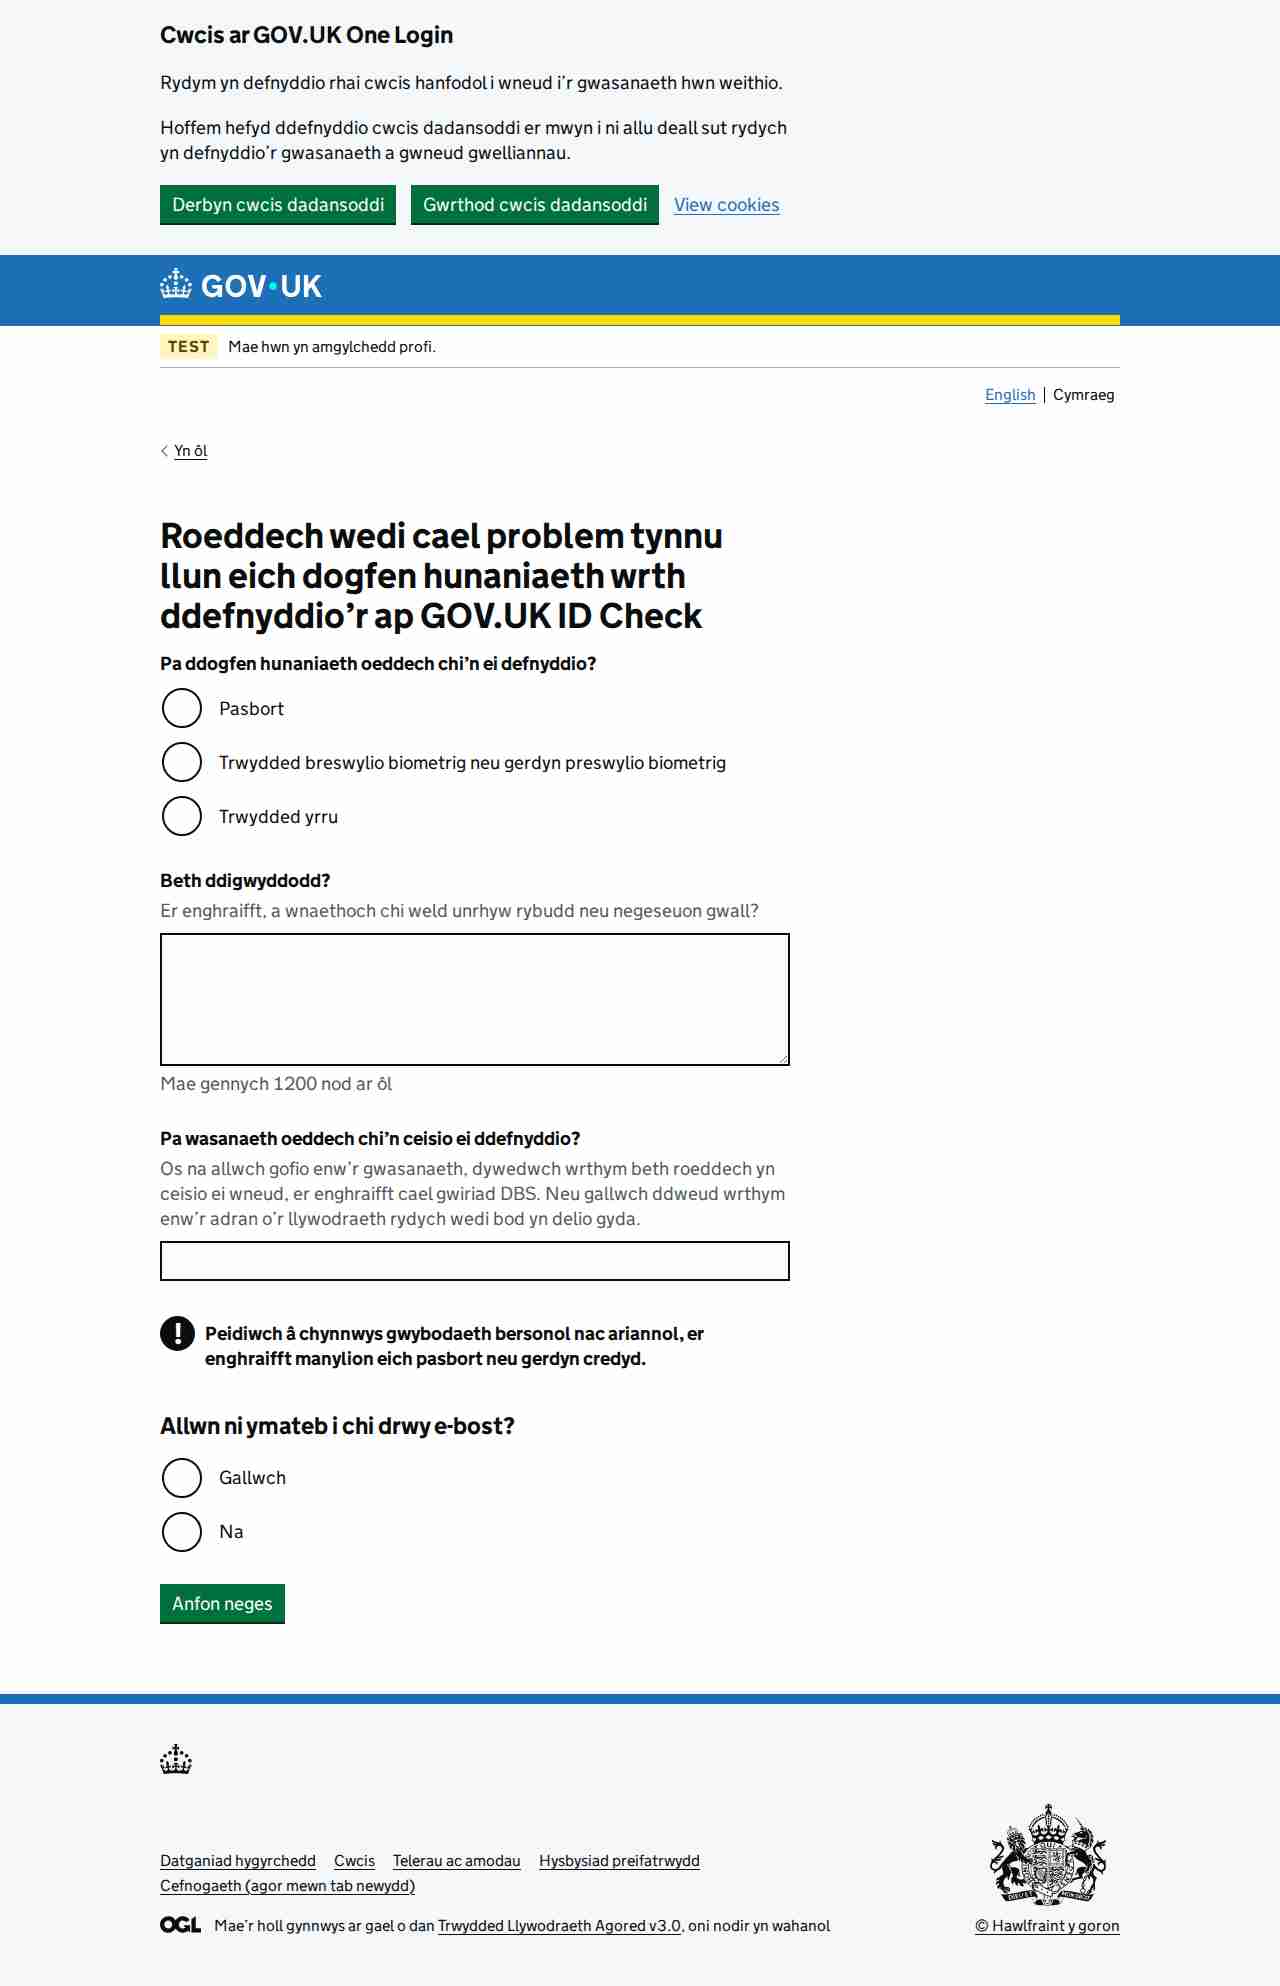 Cwcis ar GOV.UK One Login
Rydym yn defnyddio rhai cwcis hanfodol i wneud i’r gwasanaeth hwn weithio.
Hoffem hefyd ddefnyddio cwcis dadansoddi er mwyn i ni allu deall sut rydych
yn defnyddio’r gwasanaeth a gwneud gwelliannau.
Derbyn cwcis dadansoddi Gwrthod cwcis dadansoddi View cookies
GOV·UK
TEST Mae hwn yn amgylchedd profi.
English Cymraeg
Yn ôl
Roeddech wedi cael problem tynnu
llun eich dogfen hunaniaeth wrth
ddefnyddio’r ap GOV.UK ID Check
Pa ddogfen hunaniaeth oeddech chi’n ei defnyddio?
Pasbort
Trwydded breswylio biometrig neu gerdyn preswylio biometrig
Trwydded yrru
Beth ddigwyddodd?
Er enghraifft, a wnaethoch chi weld unrhyw rybudd neu negeseuon gwall?
Mae gennych 1200 nod ar ôl
Pa wasanaeth oeddech chi’n ceisio ei ddefnyddio?
Os na allwch gofio enw’r gwasanaeth, dywedwch wrthym beth roeddech yn
ceisio ei wneud, er enghraifft cael gwiriad DBS. Neu gallwch ddweud wrthym
enw’r adran o’r llywodraeth rydych wedi bod yn delio gyda.
! Peidiwch â chynnwys gwybodaeth bersonol nac ariannol, er
enghraifft manylion eich pasbort neu gerdyn credyd.
Allwn ni ymateb i chi drwy e-bost?
Gallwch
Na
Anfon neges
Datganiad hygyrchedd Cwcis Telerau ac amodau Hysbysiad preifatrwydd
Cefnogaeth (agor mewn tab newydd)
OGL Mae’r holl gynnwys ar gael o dan Trwydded Llywodraeth Agored v3.0, oni nodir yn wahanol
© Hawlfraint y goron